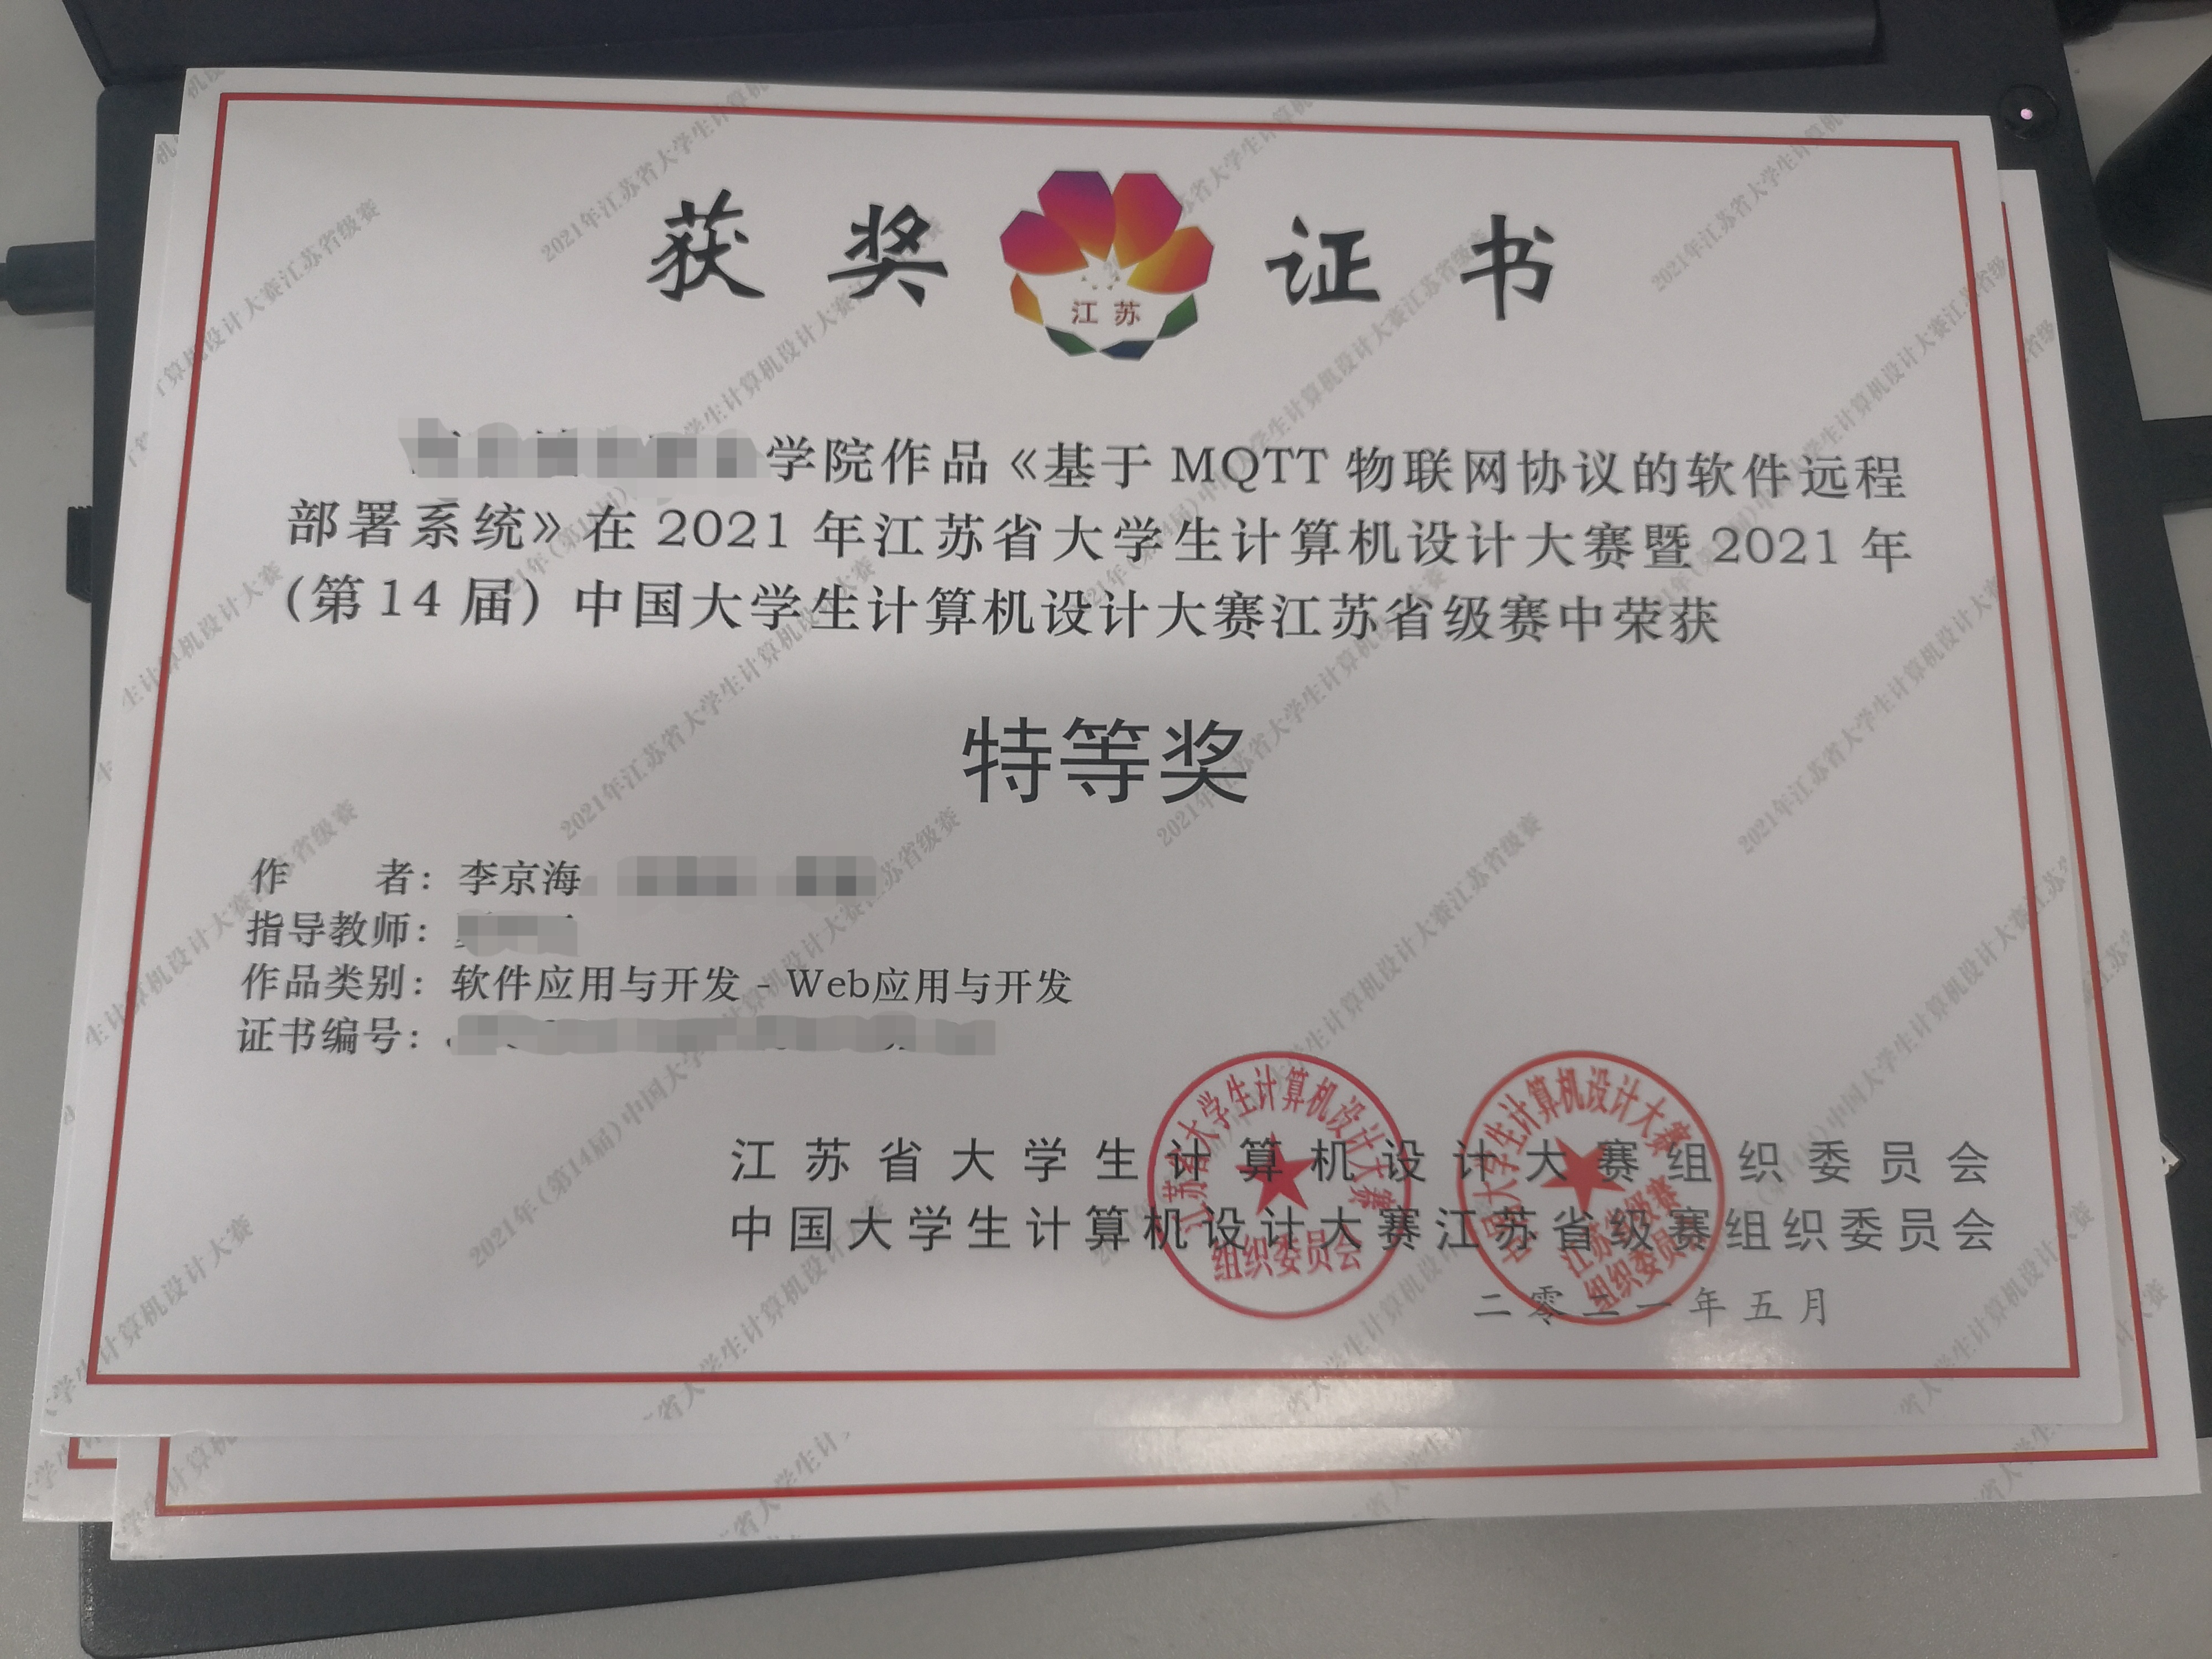 获奖证书
江苏
学院作品《基于 MQTT 物联网协议的软件远程
部署系统》在 2021 年江苏省大学生计算机设计大赛暨 2021 年
（第 14 届）中国大学生计算机设计大赛江苏省级赛中荣获
特等奖
作 者：李京海
指导教师：
作品类别：软件应用与开发 - Web应用与开发
证书编号：
江苏省大学生计算机设计大赛组织委员会
中国大学生计算机设计大赛江苏省级赛组织委员会
二零二一年五月
江苏省大学生计算机设计大赛
组织委员会
中国大学生计算机设计大赛
江苏省级赛
组织委员会
2021年江苏省大学生计算机设计大赛
2021年（第14届）中国大学生计算机设计大赛江苏省级赛